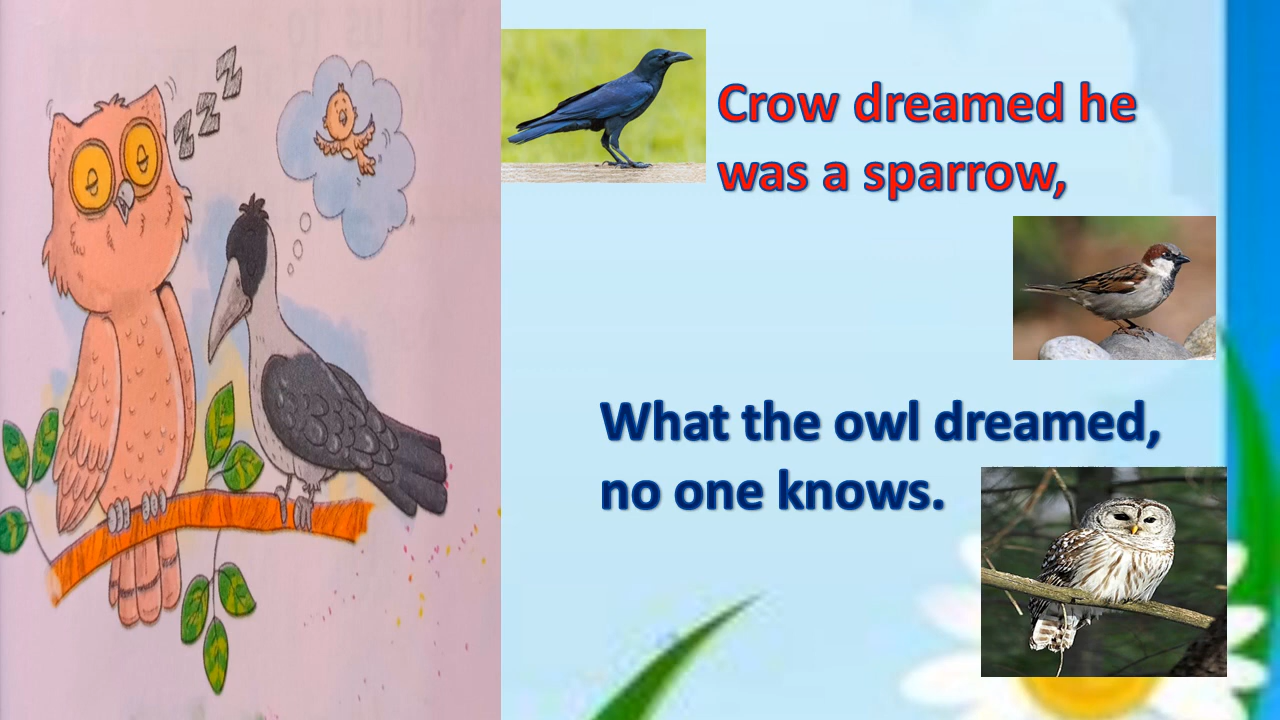 Z
Z
Z
Z
Crow dreamed he
was a sparrow,
What the owl dreamed,
no one knows.